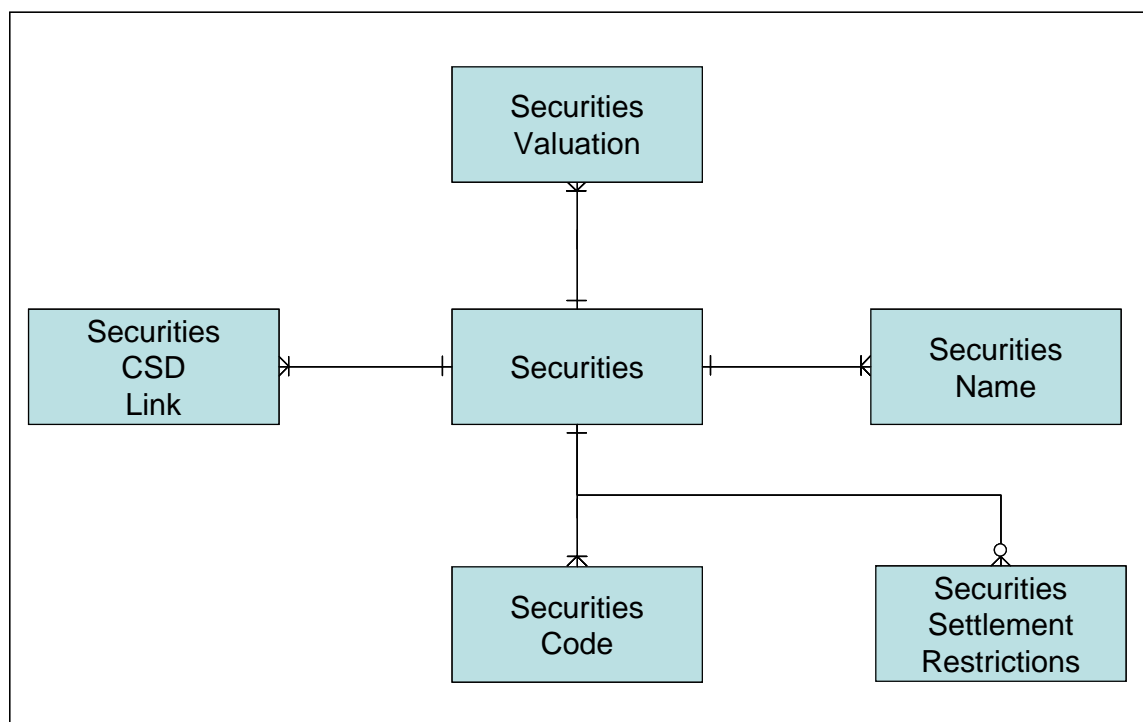 Securities
Valuation
Securities
CSD
Link
Securities
Securities
Name
Securities
Code
Securities
Settlement
Restrictions